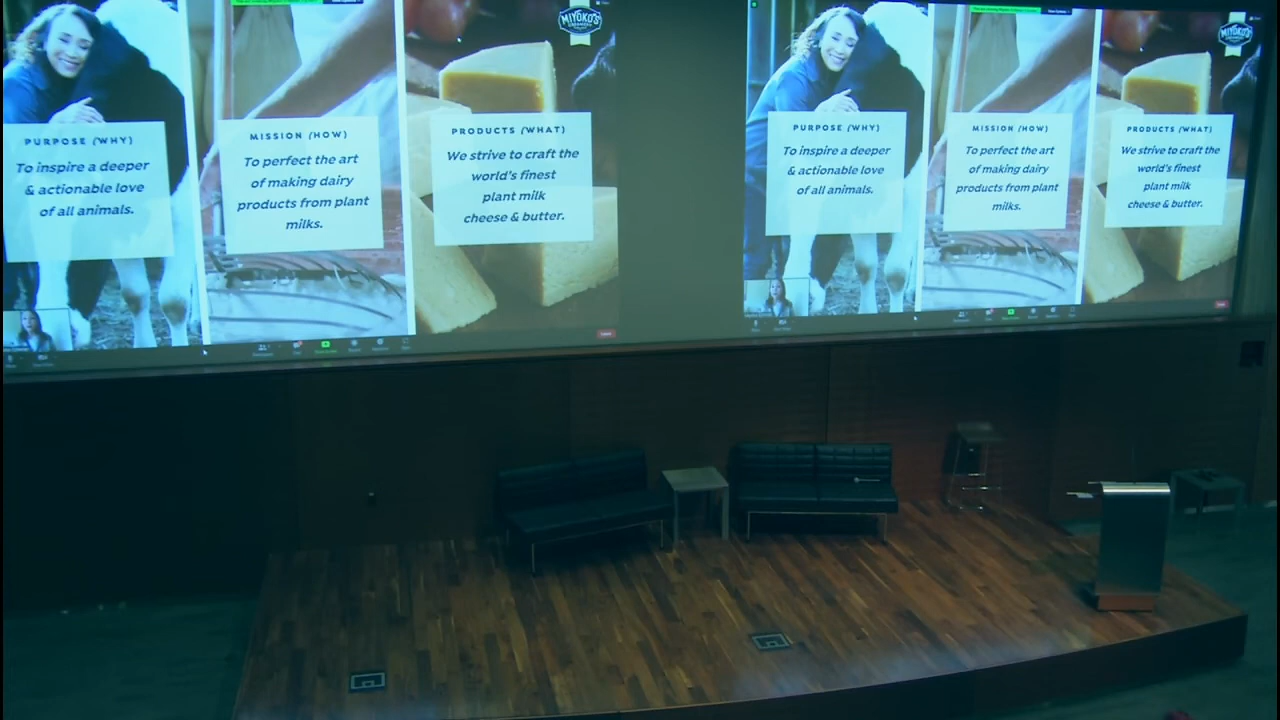 MIYOKO'S
PURPOSE (WHY)
To inspire a deeper
& actionable love
of all animals.
MISSION (HOW)
To perfect the art
of making dairy
products from plant
milks.
PRODUCTS (WHAT)
We strive to craft the
world's finest
plant milk
cheese & butter.
MIYOKO'S
PURPOSE (WHY)
To inspire a deeper
& actionable love
of all animals.
MISSION (HOW)
To perfect the art
of making dairy
products from plant
milks.
PRODUCTS (WHAT)
We strive to craft the
world's finest
plant milk
cheese & butter.